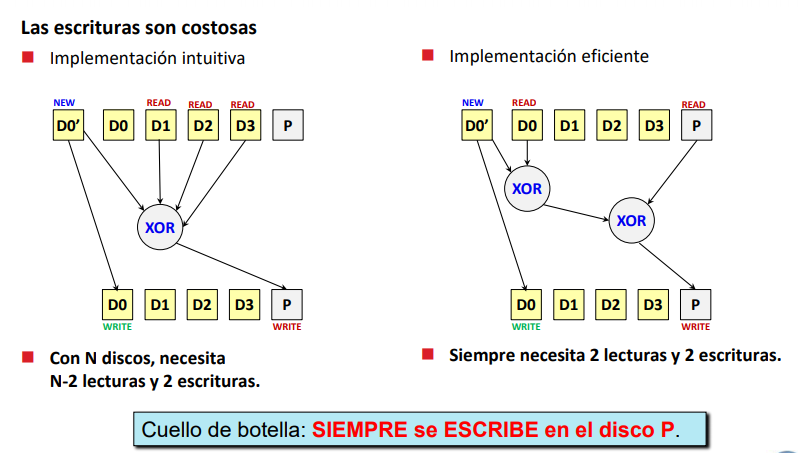 Las escrituras son costosas
Implementación intuitiva
NEW READ READ READ
D0’ D0 D1 D2 D3 P
XOR
D0 D1 D2 D3 P
WRITE WRITE
Con N discos, necesita
N-2 lecturas y 2 escrituras.
Implementación eficiente
NEW READ READ
D0’ D0 D1 D2 D3 P
XOR
XOR
D0 D1 D2 D3 P
WRITE WRITE
Siempre necesita 2 lecturas y 2 escrituras.
Cuello de botella: SIEMPRE se ESCRIBE en el disco P.